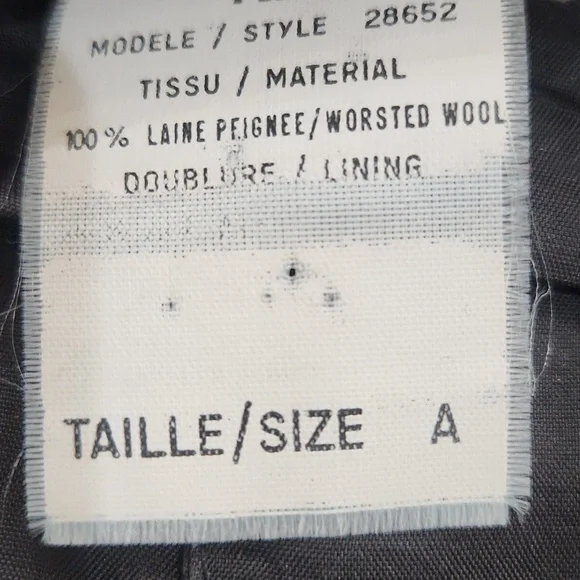 MODELE / STYLE 28652
TISSU / MATERIAL
100% LAINE PEIGNEE/WORSTED WOOL
DOUBLURE / LINING
TAILLE/SIZE A